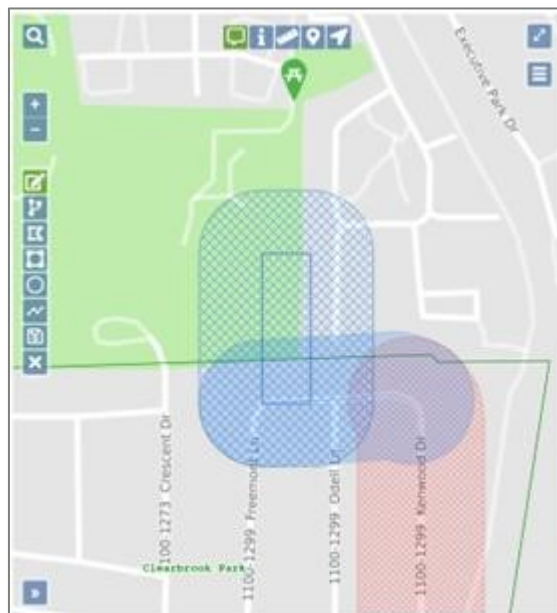 Executive Park Dr
100-1273 Crescent Dr
1100-1299 Freemont Ln
1100-1299 Odell Ln
1100-1299 Kenwood Dr
Clearbrook Park